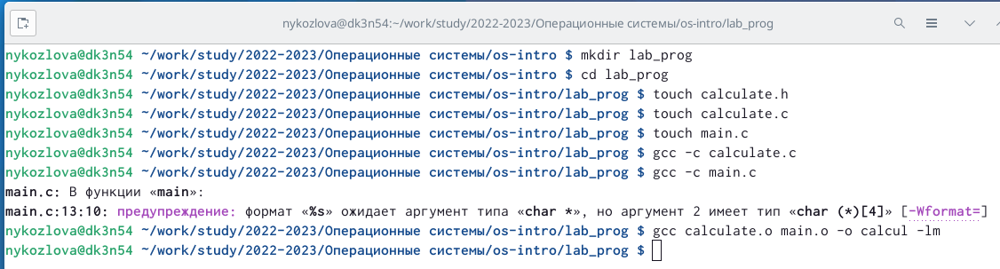 nykozlova@dk3n54:~/work/study/2022-2023/Операционные системы/os-intro/lab_prog
nykozlova@dk3n54 ~/work/study/2022-2023/Операционные системы/os-intro $ mkdir lab_prog
nykozlova@dk3n54 ~/work/study/2022-2023/Операционные системы/os-intro $ cd lab_prog
nykozlova@dk3n54 ~/work/study/2022-2023/Операционные системы/os-intro/lab_prog $ touch calculate.h
nykozlova@dk3n54 ~/work/study/2022-2023/Операционные системы/os-intro/lab_prog $ touch calculate.c
nykozlova@dk3n54 ~/work/study/2022-2023/Операционные системы/os-intro/lab_prog $ touch main.c
nykozlova@dk3n54 ~/work/study/2022-2023/Операционные системы/os-intro/lab_prog $ gcc -c calculate.c
nykozlova@dk3n54 ~/work/study/2022-2023/Операционные системы/os-intro/lab_prog $ gcc -c main.c
main.c: В функции «main»:
main.c:13:10: предупреждение: формат «%s» ожидает аргумент типа «char *», но аргумент 2 имеет тип «char (*)[4]» [-Wformat=]
nykozlova@dk3n54 ~/work/study/2022-2023/Операционные системы/os-intro/lab_prog $ gcc calculate.o main.o -o calcul -lm
nykozlova@dk3n54 ~/work/study/2022-2023/Операционные системы/os-intro/lab_prog $